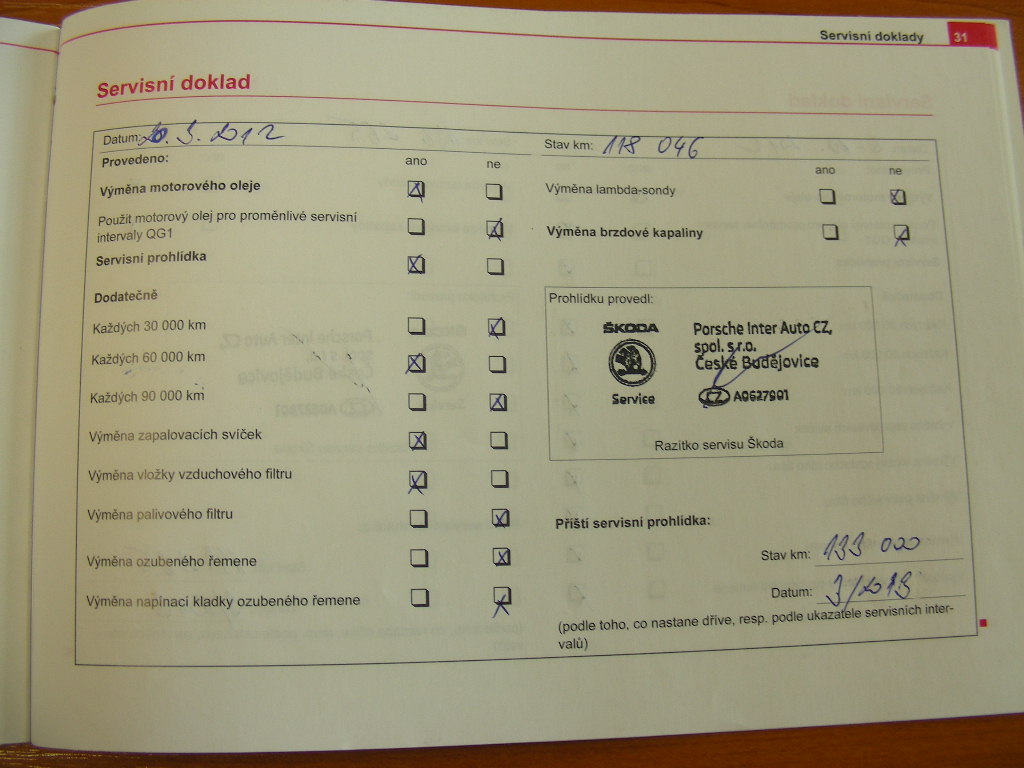 Servisní doklady 31
Servisní doklad
Datum: 20. 3. 2012
Stav km: 118 046
Provedeno: ano ne
ano ne
Výměna motorového oleje
Výměna lambda-sondy
Použit motorový olej pro proměnlivé servisní
intervaly QG1
Výměna brzdové kapaliny
Servisní prohlídka
Dodatečně
Každých 30 000 km
Každých 60 000 km
Každých 90 000 km
Výměna zapalovacích svíček
Výměna vložky vzduchového filtru
Výměna palivového filtru
Výměna ozubeného řemene
Výměna napínací kladky ozubeného řemene
Prohlídku provedl:
ŠKODA
Service
Porsche Inter Auto CZ,
spol. s.r.o.
České Budějovice
CZ A0627901
Razítko servisu Škoda
Příští servisní prohlídka:
Stav km: 133 000
Datum: 3/2013
(podle toho, co nastane dříve, resp. podle ukazatele servisních inter-
valů)